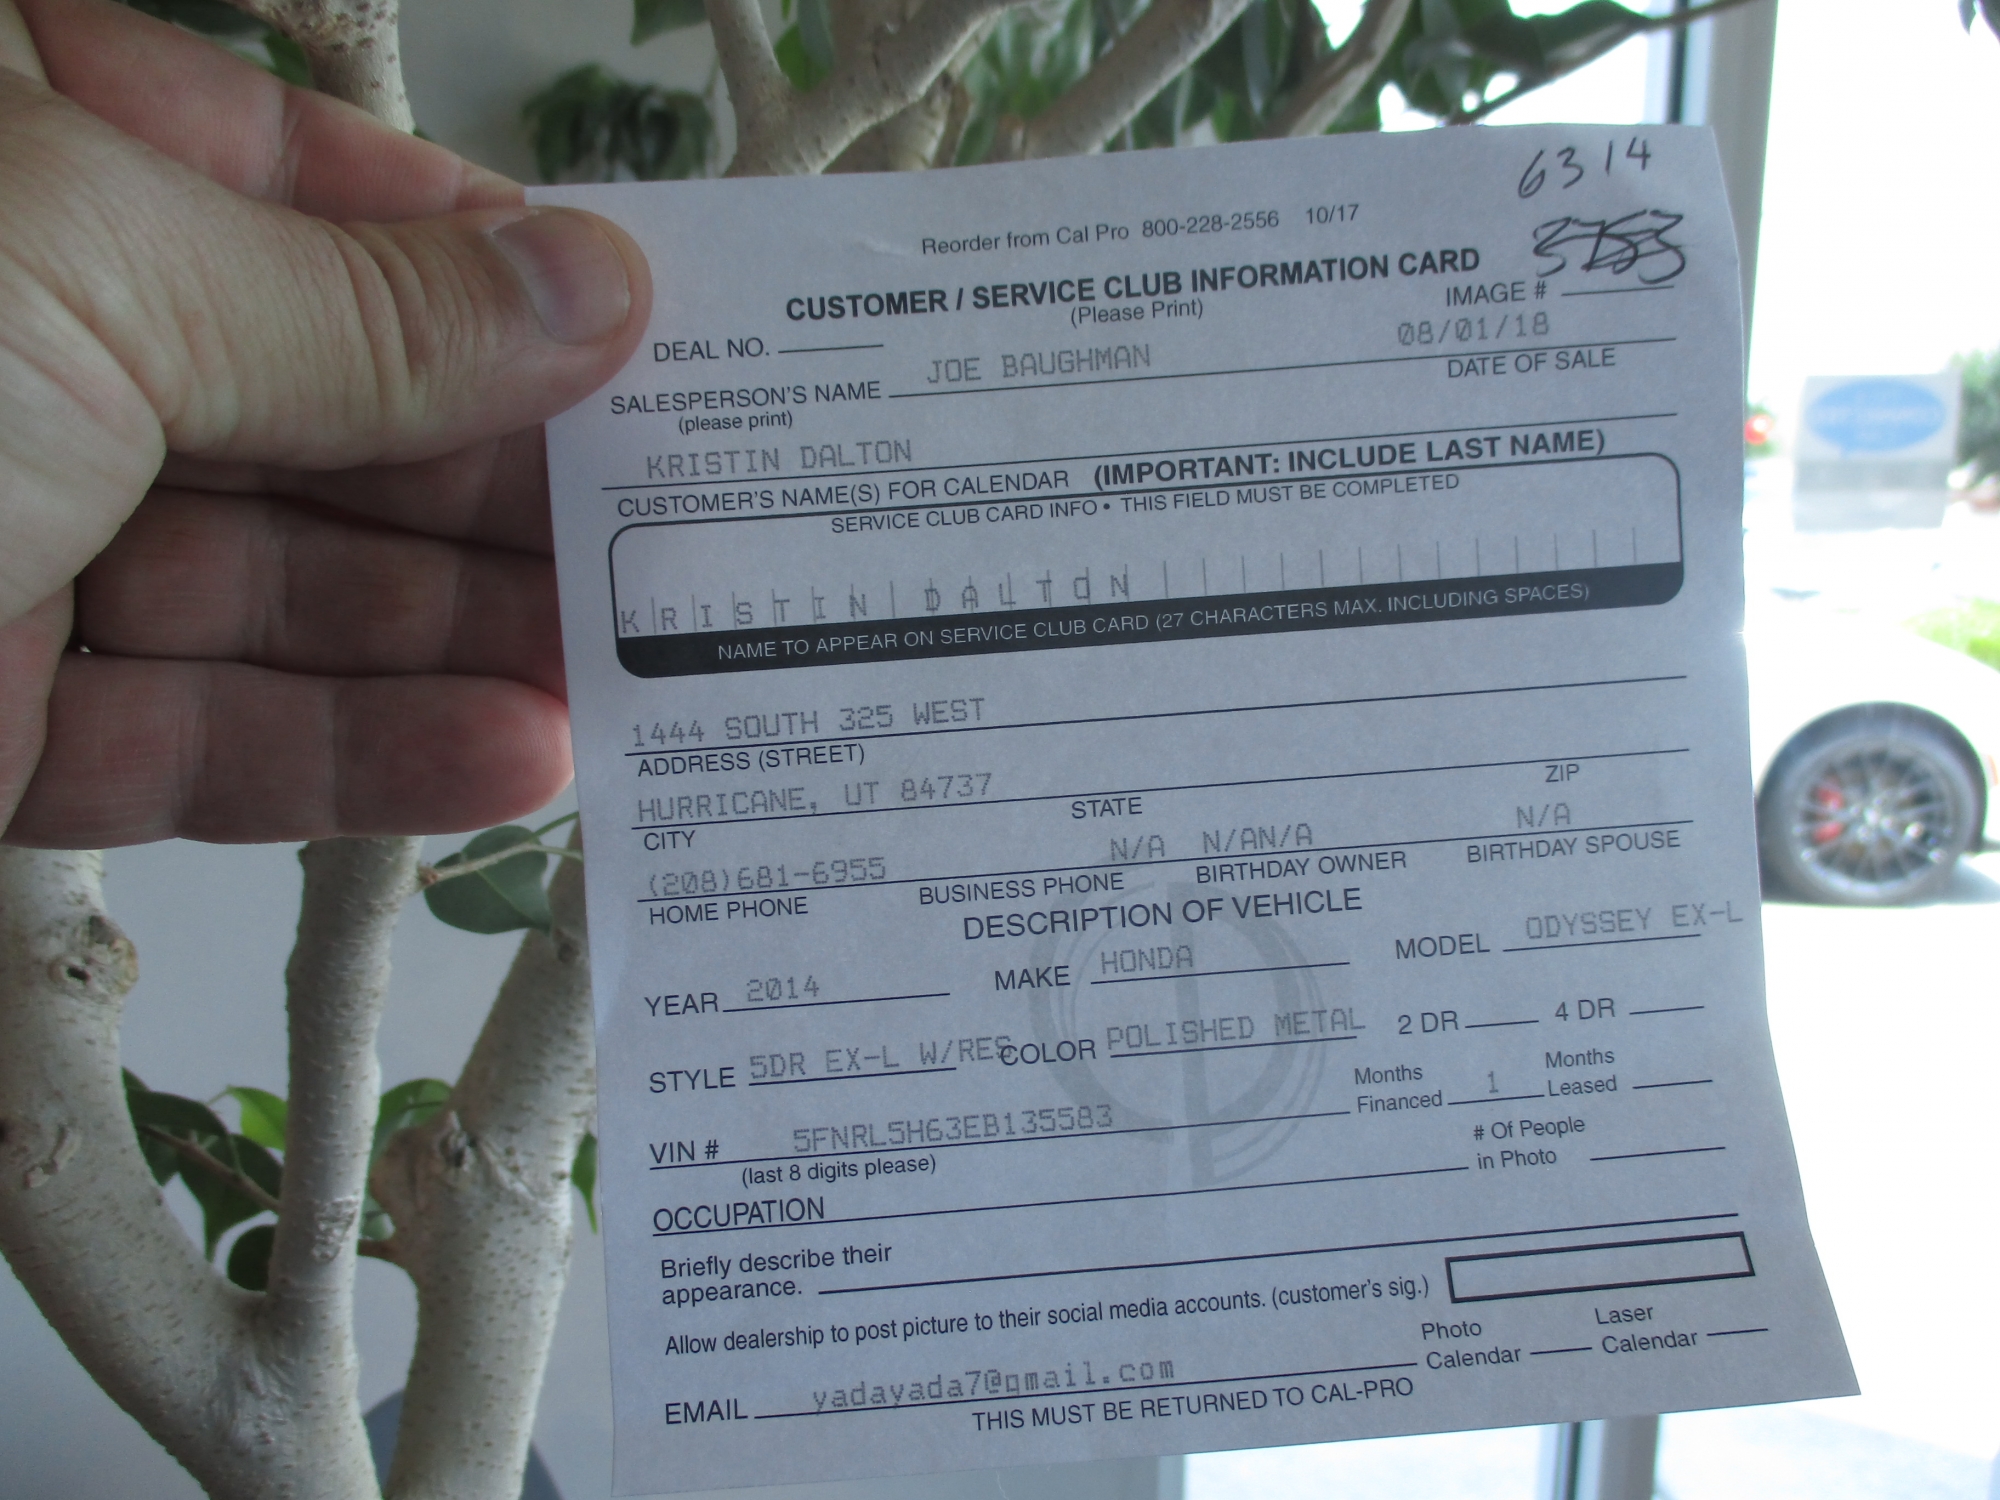 6314
Reorder from Cal Pro 800-228-2556 10/17
CUSTOMER / SERVICE CLUB INFORMATION CARD
(Please Print)
IMAGE #
DEAL NO.
JOE BAUGHMAN 08/01/18
SALESPERSON'S NAME DATE OF SALE
(please print)
KRISTIN DALTON
CUSTOMER'S NAME(S) FOR CALENDAR (IMPORTANT: INCLUDE LAST NAME)
SERVICE CLUB CARD INFO • THIS FIELD MUST BE COMPLETED
KRISTIN DALTON
NAME TO APPEAR ON SERVICE CLUB CARD (27 CHARACTERS MAX. INCLUDING SPACES)
1444 SOUTH 325 WEST
ADDRESS (STREET)
HURRICANE, UT 84737
CITY STATE ZIP
(208)681-6955 N/A N/AN/A N/A
HOME PHONE BUSINESS PHONE BIRTHDAY OWNER BIRTHDAY SPOUSE
DESCRIPTION OF VEHICLE
YEAR 2014 MAKE HONDA MODEL ODYSSEY EX-L
STYLE 5DR EX-L W/RES COLOR POLISHED METAL 2 DR 4 DR
VIN # 5FNRL5H63EB135583 Months Financed 1 Months Leased
(last 8 digits please)
OCCUPATION # Of People in Photo
Briefly describe their
appearance.
Allow dealership to post picture to their social media accounts. (customer's sig.)
EMAIL yadayada7@gmail.com Photo Calendar Laser Calendar
THIS MUST BE RETURNED TO CAL-PRO